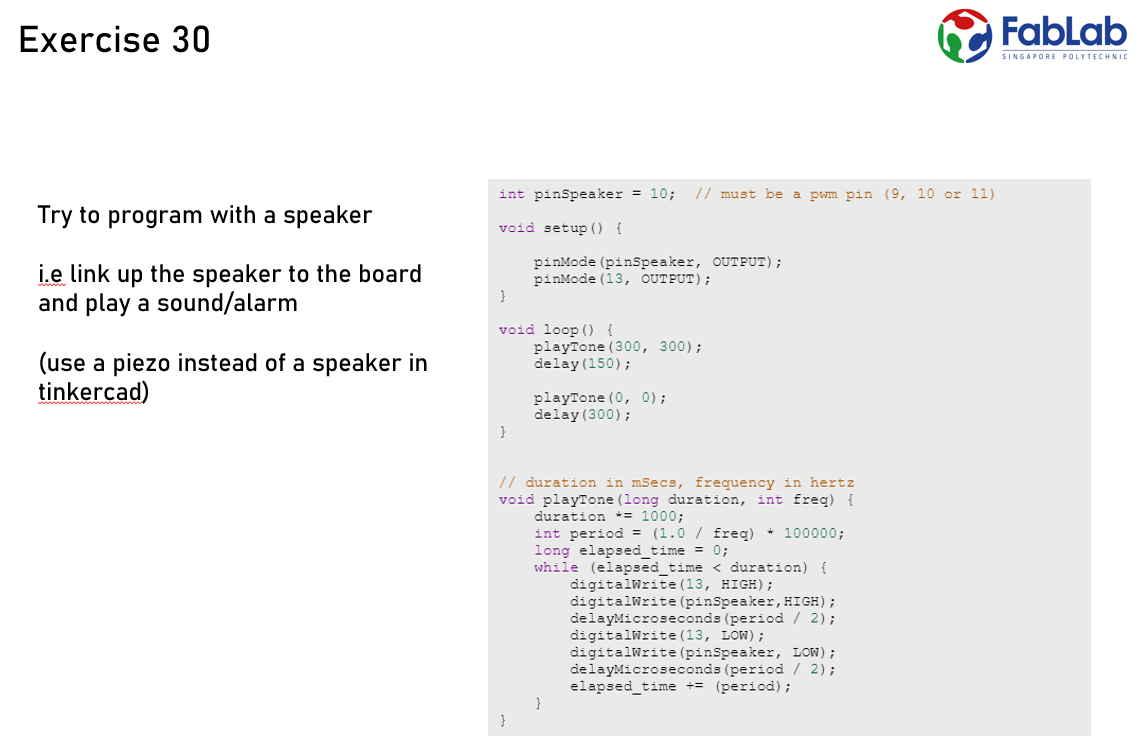 Exercise 30
FabLab
SINGAPORE POLYTECHNIC
Try to program with a speaker
i.e link up the speaker to the board
and play a sound/alarm
(use a piezo instead of a speaker in
tinkercad)
int pinSpeaker = 10;  // must be a pwm pin (9, 10 or 11)
void setup() {
    pinMode(pinSpeaker, OUTPUT);
    pinMode(13, OUTPUT);
}
void loop() {
    playTone(300, 300);
    delay(150);
    playTone(0, 0);
    delay(300);
}
// duration in mSecs, frequency in hertz
void playTone(long duration, int freq) {
    duration *= 1000;
    int period = (1.0 / freq) * 100000;
    long elapsed_time = 0;
    while (elapsed_time < duration) {
        digitalWrite(13, HIGH);
        digitalWrite(pinSpeaker,HIGH);
        delayMicroseconds(period / 2);
        digitalWrite(13, LOW);
        digitalWrite(pinSpeaker, LOW);
        delayMicroseconds(period / 2);
        elapsed_time += (period);
    }
}